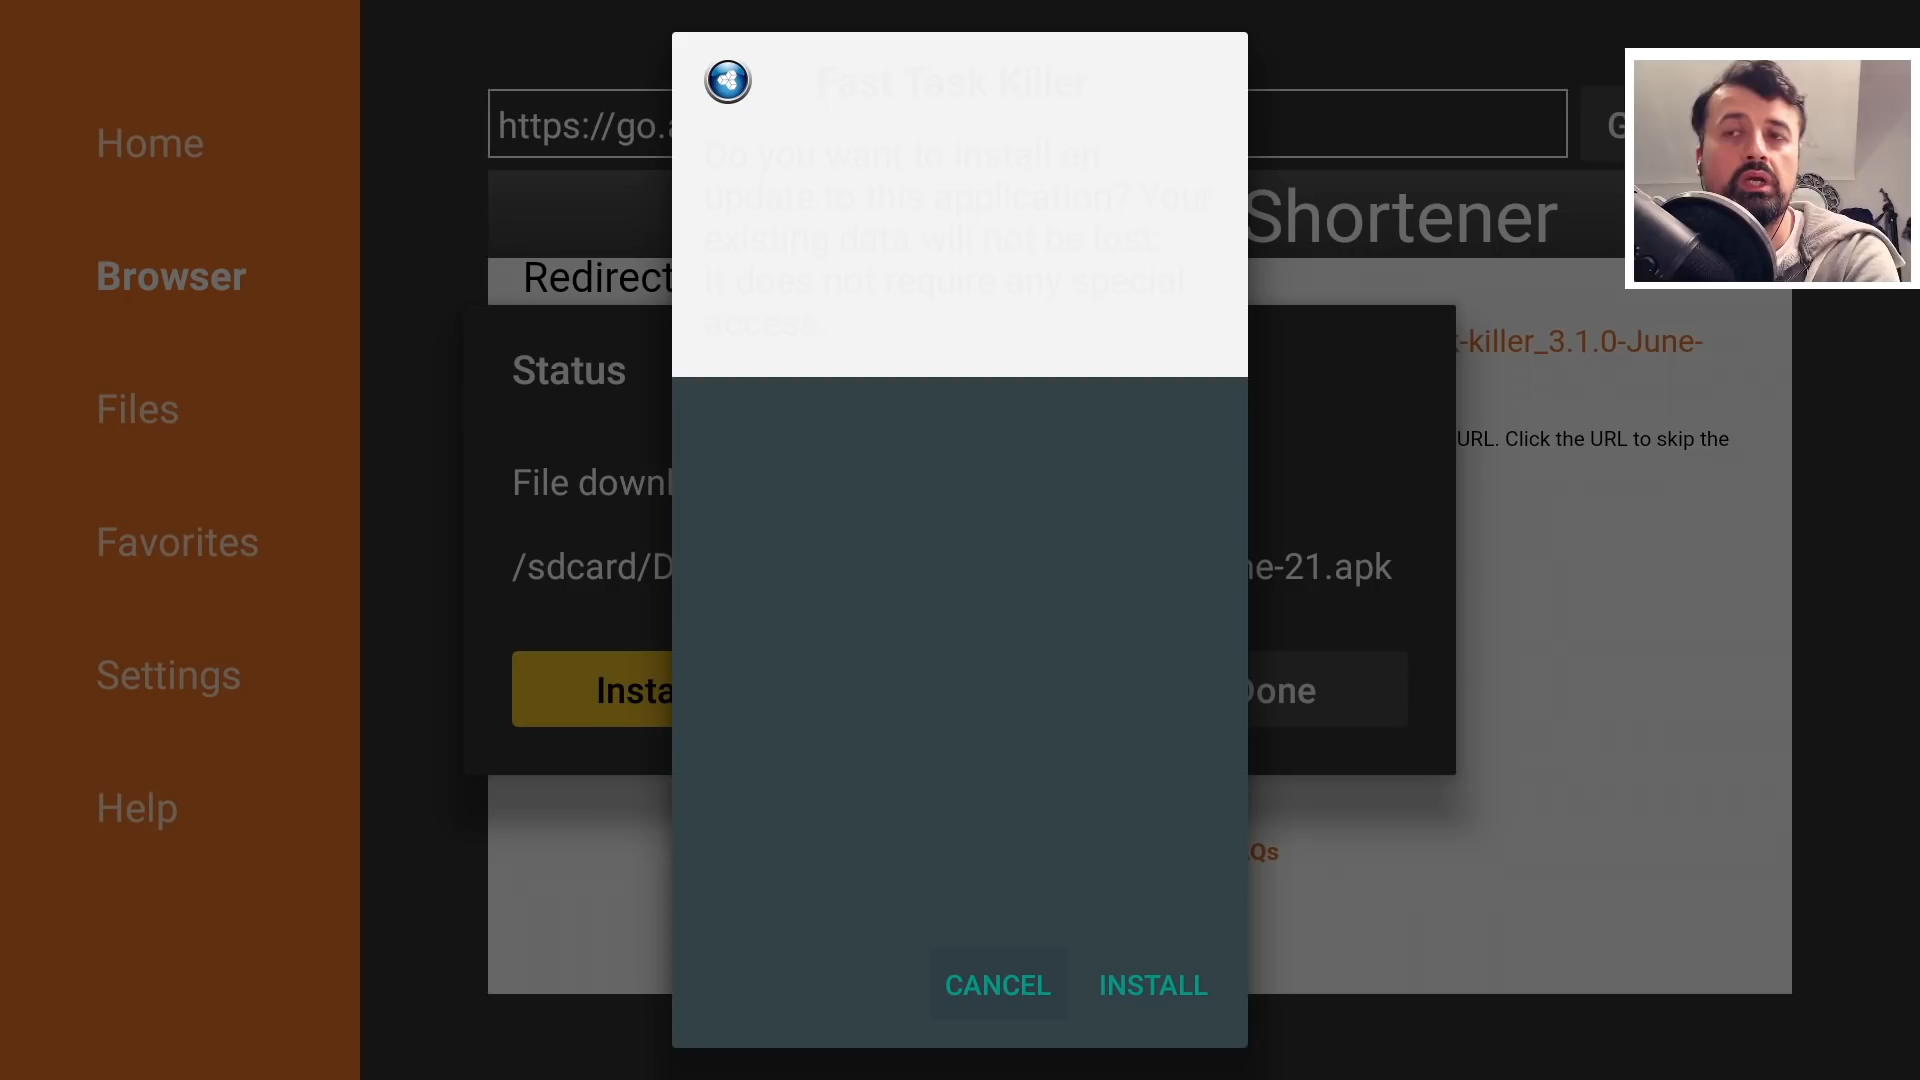 Home
Browser
Files
Favorites
Settings
Help
https://go.
Shortener
Redirect
-killer_3.1.0-June-
URL. Click the URL to skip the
Status
File downl
/sdcard/D
ne-21.apk
Insta
Done
Qs
Fast Task Killer
Do you want to install an
update to this application? Your
existing data will not be lost.
It does not require any special
access.
CANCEL
INSTALL